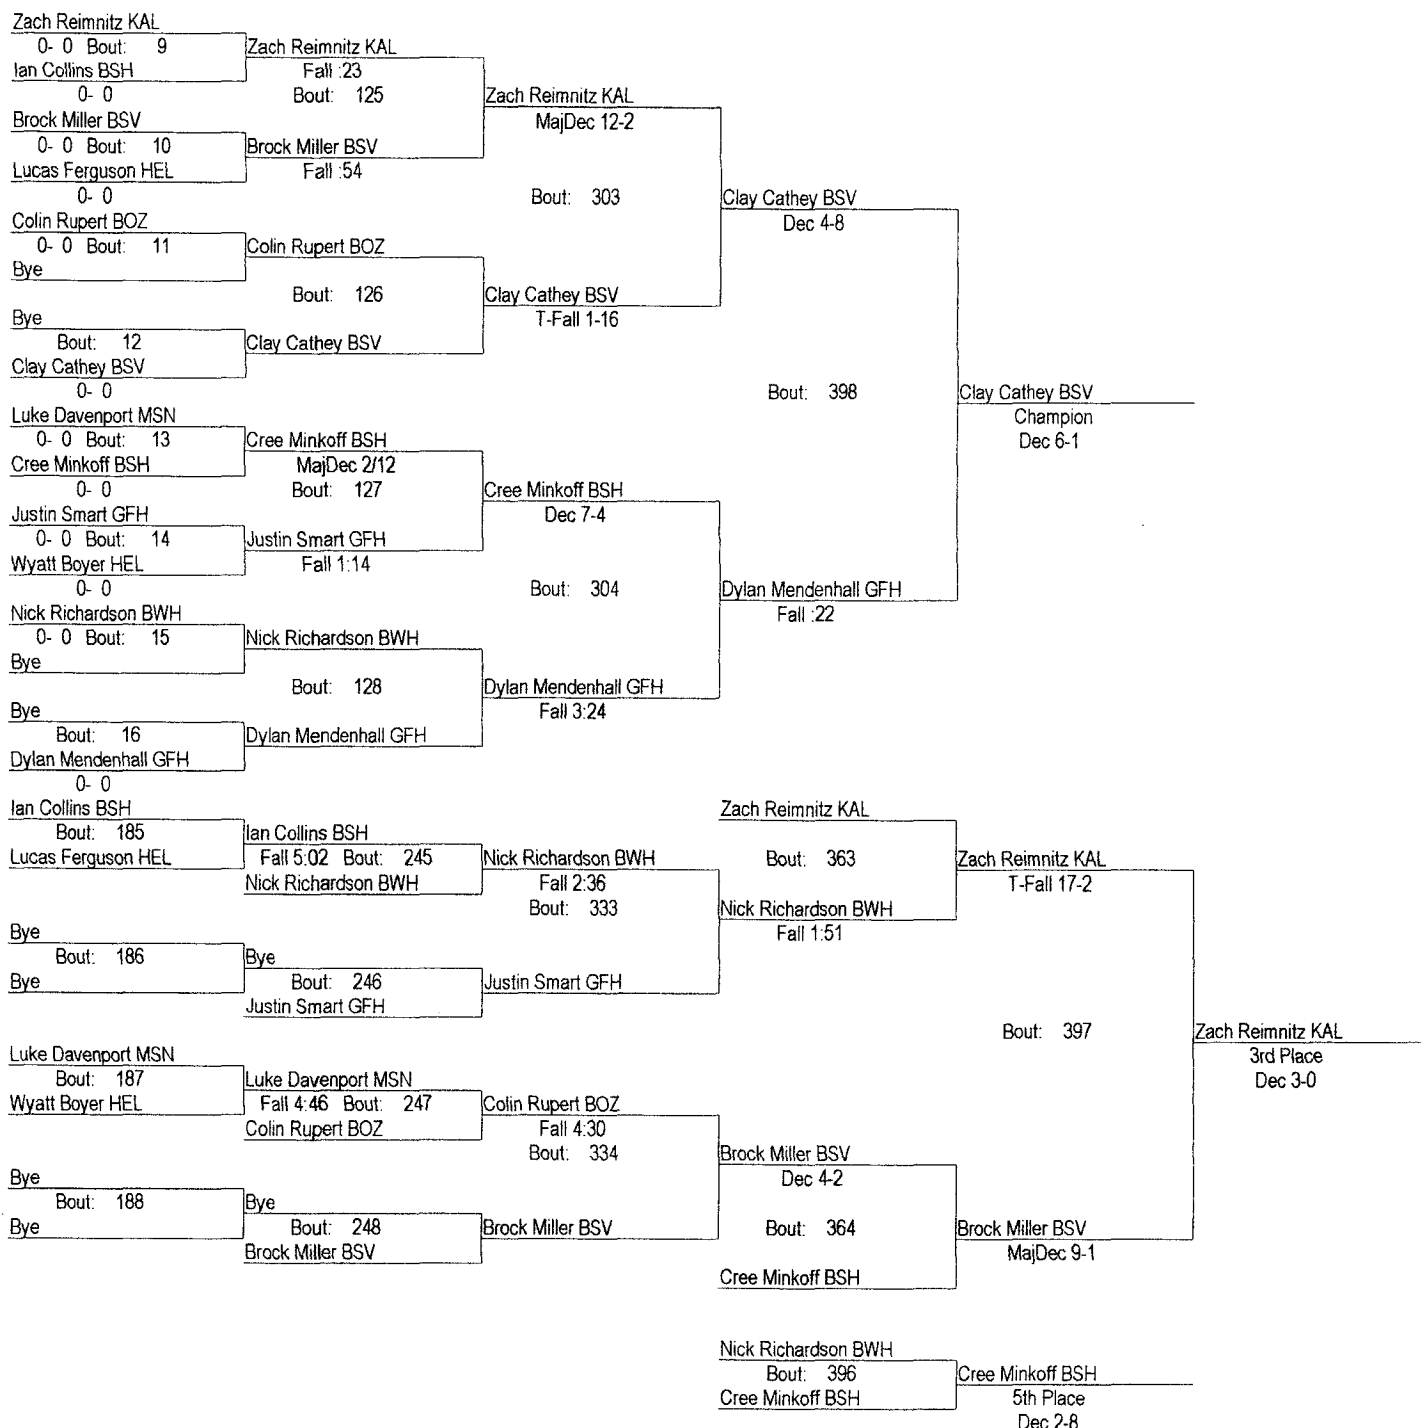 Zach Reimnitz KAL
0- 0 Bout: 9
Zach Reimnitz KAL
Ian Collins BSH
Fall :23
0- 0
Bout: 125
Zach Reimnitz KAL
Brock Miller BSV
MajDec 12-2
0- 0 Bout: 10
Brock Miller BSV
Lucas Ferguson HEL
Fall :54
0- 0
Bout: 303
Clay Cathey BSV
Colin Rupert BOZ
Dec 4-8
0- 0 Bout: 11
Colin Rupert BOZ
Bye
Bout: 126
Clay Cathey BSV
Bye
T-Fall 1-16
Bout: 12
Clay Cathey BSV
Clay Cathey BSV
0- 0
Bout: 398
Clay Cathey BSV
Luke Davenport MSN
Champion
0- 0 Bout: 13
Cree Minkoff BSH
Dec 6-1
Cree Minkoff BSH
MajDec 2/12
0- 0
Bout: 127
Cree Minkoff BSH
Justin Smart GFH
Dec 7-4
0- 0 Bout: 14
Justin Smart GFH
Wyatt Boyer HEL
Fall 1:14
0- 0
Bout: 304
Dylan Mendenhall GFH
Nick Richardson BWH
Fall :22
0- 0 Bout: 15
Nick Richardson BWH
Bye
Bout: 128
Dylan Mendenhall GFH
Bye
Fall 3:24
Bout: 16
Dylan Mendenhall GFH
Dylan Mendenhall GFH
0- 0
Ian Collins BSH
Zach Reimnitz KAL
Bout: 185
Ian Collins BSH
Lucas Ferguson HEL
Fall 5:02 Bout: 245
Nick Richardson BWH
Bout: 363
Zach Reimnitz KAL
Nick Richardson BWH
Fall 2:36
T-Fall 17-2
Bout: 333
Nick Richardson BWH
Bye
Fall 1:51
Bout: 186
Bye
Bye
Bout: 246
Justin Smart GFH
Justin Smart GFH
Bout: 397
Zach Reimnitz KAL
Luke Davenport MSN
3rd Place
Bout: 187
Luke Davenport MSN
Dec 3-0
Wyatt Boyer HEL
Fall 4:46 Bout: 247
Colin Rupert BOZ
Colin Rupert BOZ
Fall 4:30
Bout: 334
Brock Miller BSV
Bye
Dec 4-2
Bout: 188
Bye
Bye
Bout: 248
Brock Miller BSV
Bout: 364
Brock Miller BSV
Brock Miller BSV
MajDec 9-1
Cree Minkoff BSH
Nick Richardson BWH
Bout: 396
Cree Minkoff BSH
Cree Minkoff BSH
5th Place
Dec 2-8